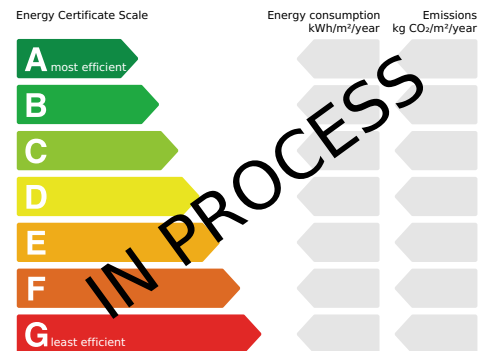 Energy Certificate Scale
Energy consumption
kWh/m²/year
Emissions
kg CO₂/m²/year
A most efficient
B
C
D
E
F
G least efficient
IN PROCESS